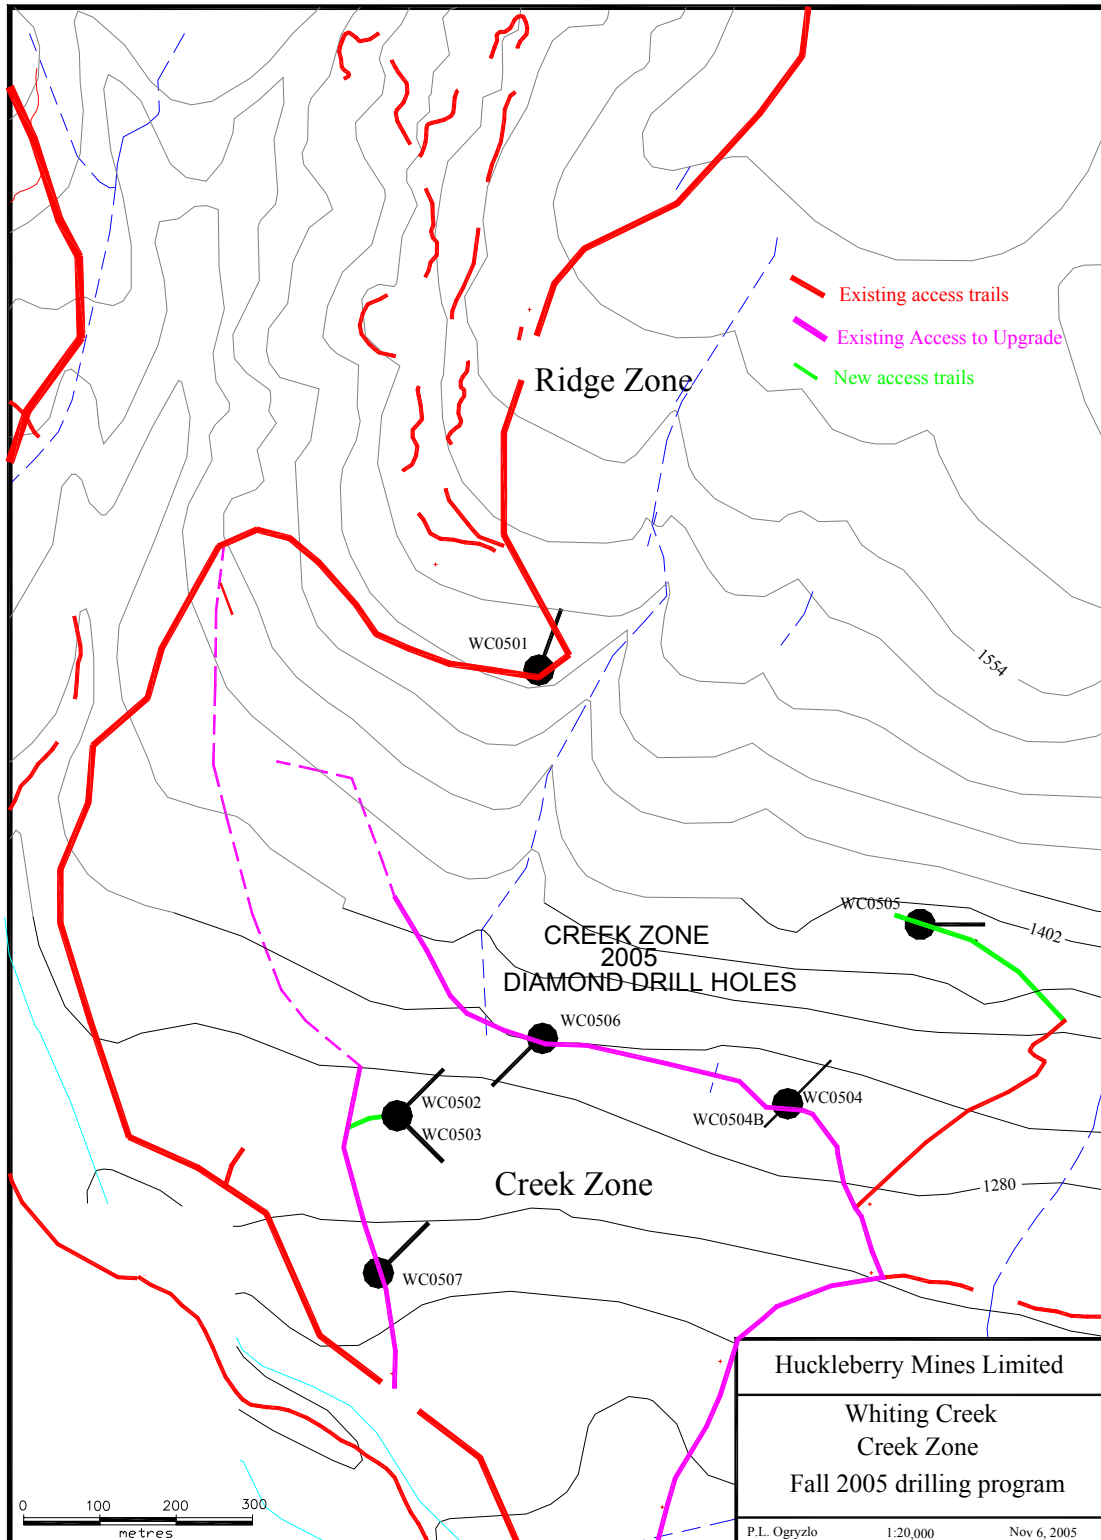 Existing access trails
Existing Access to Upgrade
New access trails
Ridge Zone
WC0501
1554
WC0505
1402
CREEK ZONE
2005
DIAMOND DRILL HOLES
WC0506
WC0502
WC0503
WC0504
WC0504B
Creek Zone
1280
WC0507
Huckleberry Mines Limited
Whiting Creek
Creek Zone
Fall 2005 drilling program
P.L. Ogryzlo 1:20,000 Nov 6, 2005
0 100 200 300
metres